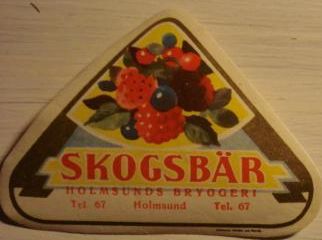 SKOGSBÄR
HOLMSUNDS BRYGGERI
Tel. 67 Holmsund Tel. 67